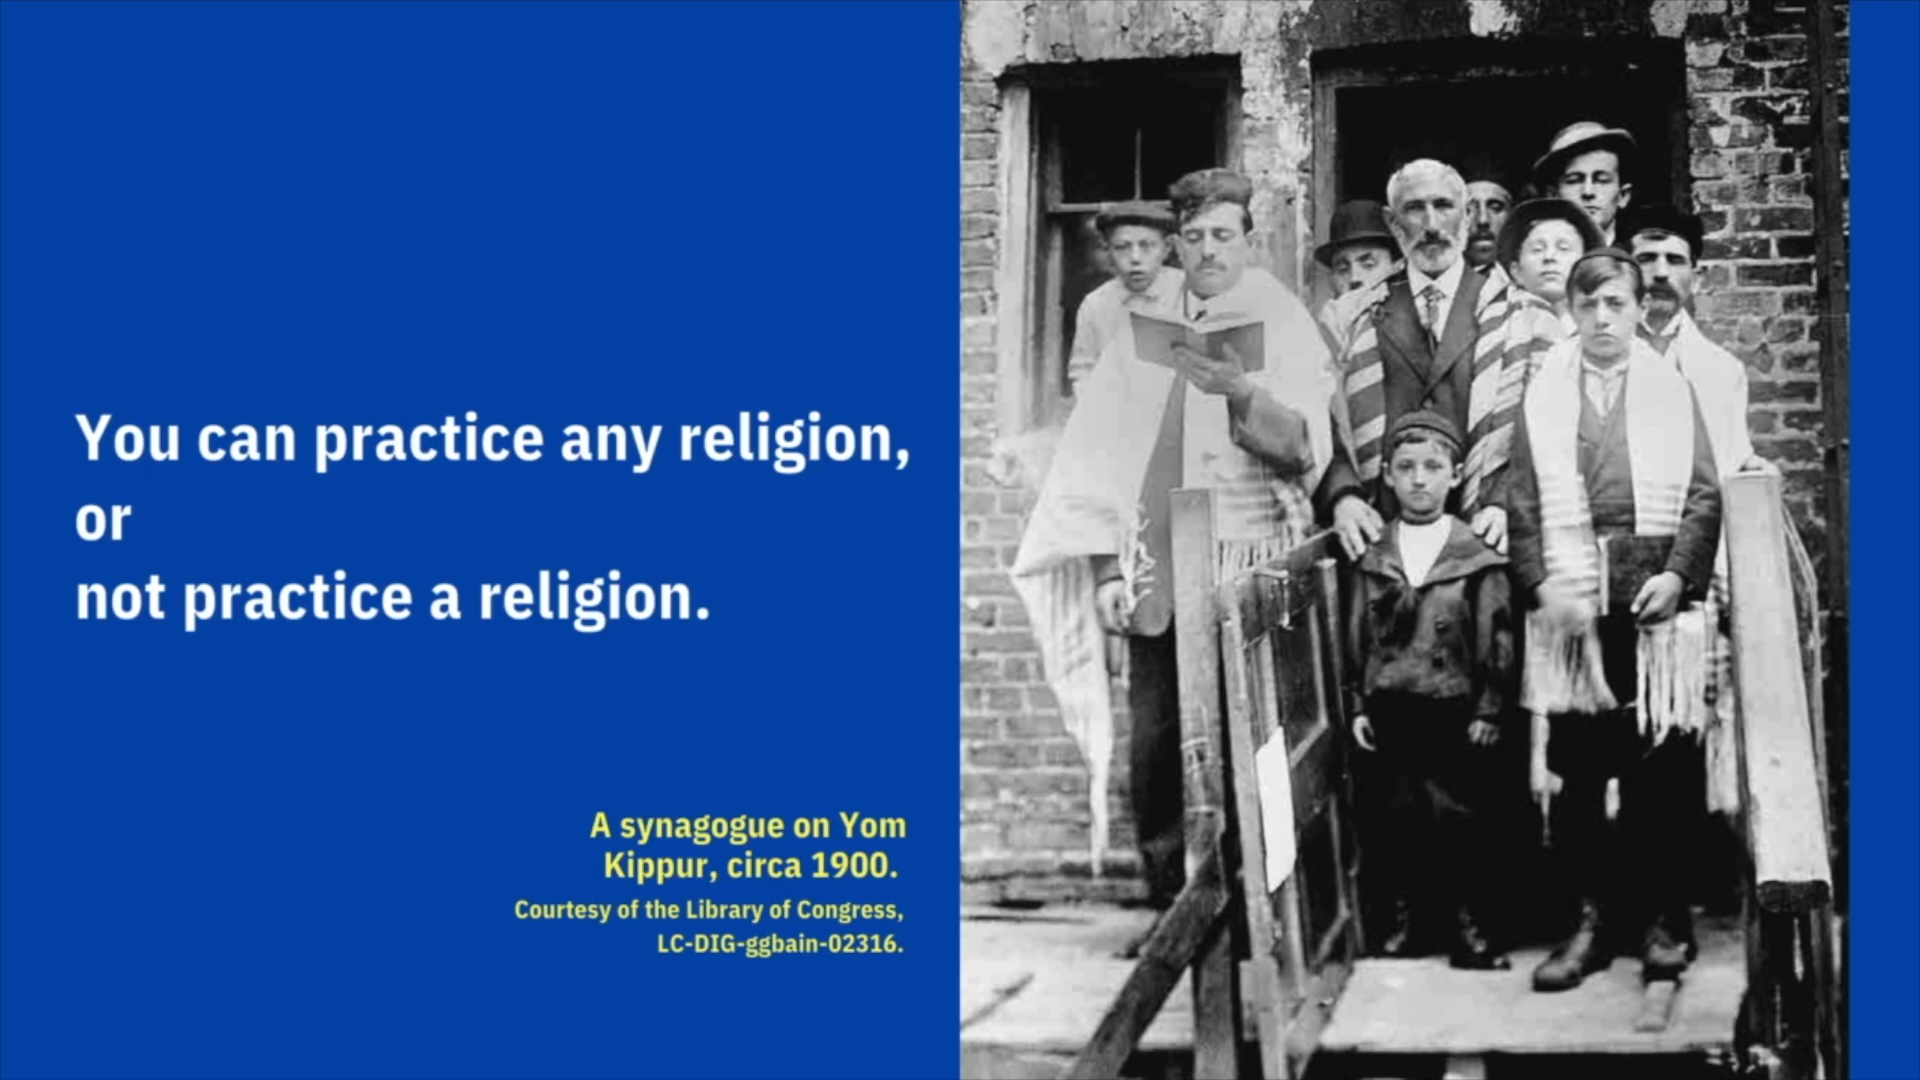 You can practice any religion,
or
not practice a religion.
A synagogue on Yom
Kippur, circa 1900.
Courtesy of the Library of Congress,
LC-DIG-ggbain-02316.